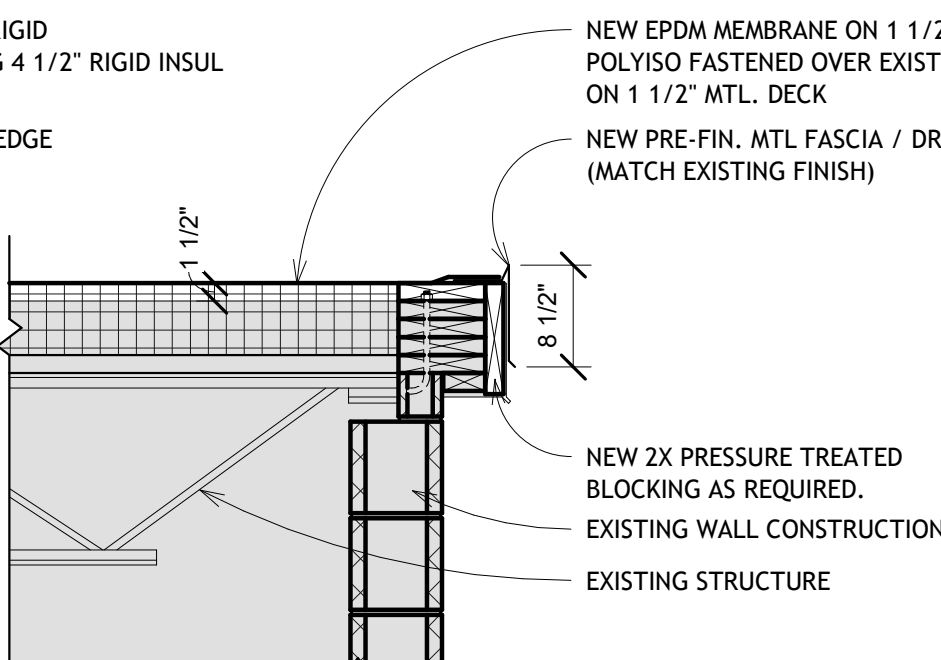 RIGID
G 4 1/2" RIGID INSUL
EDGE
NEW EPDM MEMBRANE ON 1 1/2
POLYISO FASTENED OVER EXIST
ON 1 1/2" MTL. DECK
NEW PRE-FIN. MTL FASCIA / DR
(MATCH EXISTING FINISH)
1 1/2"
8 1/2"
NEW 2X PRESSURE TREATED
BLOCKING AS REQUIRED.
EXISTING WALL CONSTRUCTION
EXISTING STRUCTURE